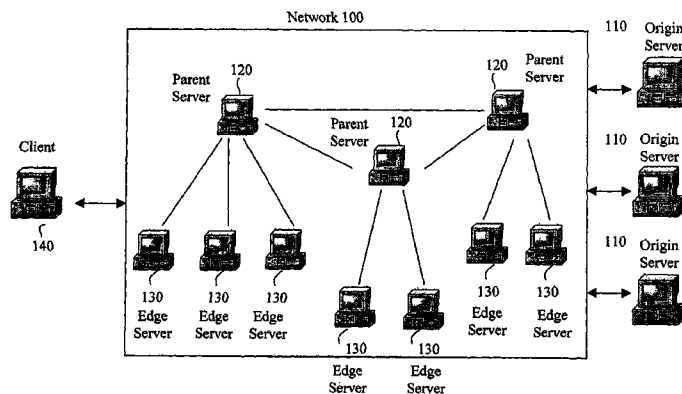 Network 100
110
Origin
Server
120
Parent
Server
120
Parent
Server
120
Parent
Server
Client
140
110
Origin
Server
110
Origin
Server
130
Edge
Server
130
Edge
Server
130
Edge
Server
130
Edge
Server
130
Edge
Server
130
Edge
Server
130
Edge
Server